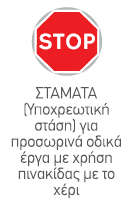 STOP
ΣΤΑΜΑΤΑ
(Υποχρεωτική
στάση) για
προσωρινά οδικά
έργα με χρήση
πινακίδας με το
χέρι